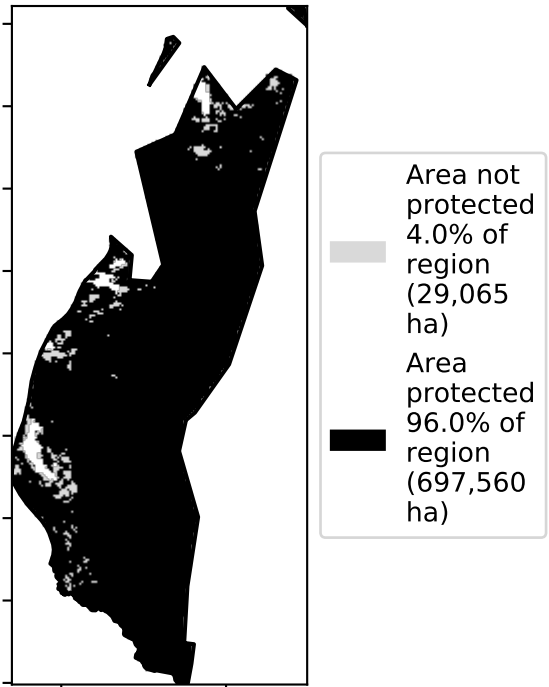 Area not
protected
4.0% of
region
(29,065
ha)
Area
protected
96.0% of
region
(697,560
ha)